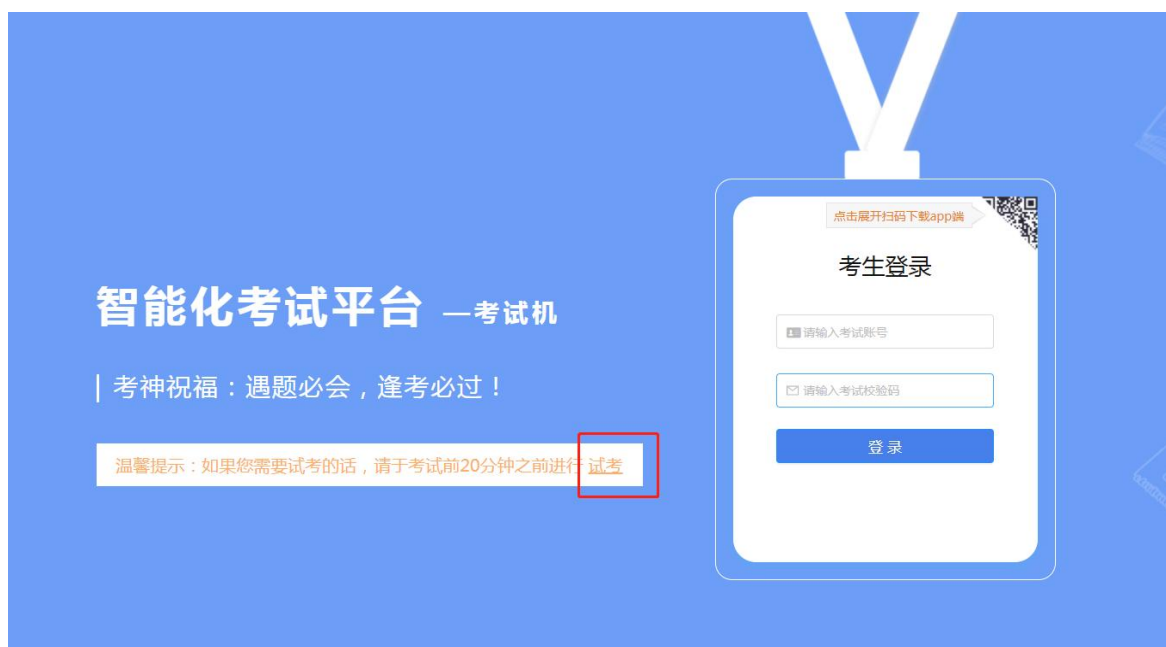 点击展开扫码下载app端
考生登录
智能化考试平台 —考试机
请输入考试账号
考神祝福：遇题必会，逢考必过！
请输入考试校验码
登 录
温馨提示：如果您需要试考的话，请于考试前20分钟之前进行 试考